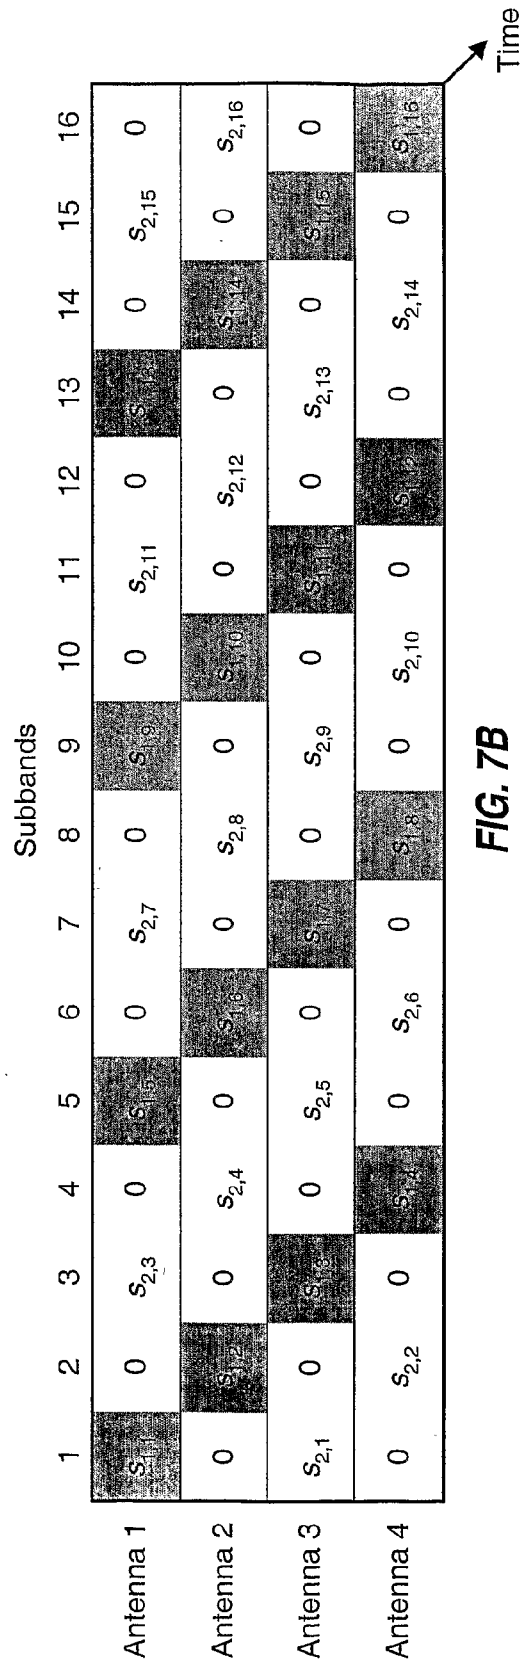 Subbands
1 2 3 4 5 6 7 8 9 10 11 12 13 14 15 16
Antenna 1 s1,1 0 s2,3 0 s1,5 0 s2,7 0 s1,9 0 s2,11 0 s1,13 0 s2,15 0
Antenna 2 0 s1,2 0 s2,4 0 s1,6 0 s2,8 0 s1,10 0 s2,12 0 s1,14 0 s2,16
Antenna 3 s2,1 0 s1,3 0 s2,5 0 s1,7 0 s2,9 0 s1,11 0 s2,13 0 s1,15 0
Antenna 4 0 s2,2 0 s1,4 0 s2,6 0 s1,8 0 s2,10 0 s1,12 0 s2,14 0 s1,16
Time
FIG. 7B